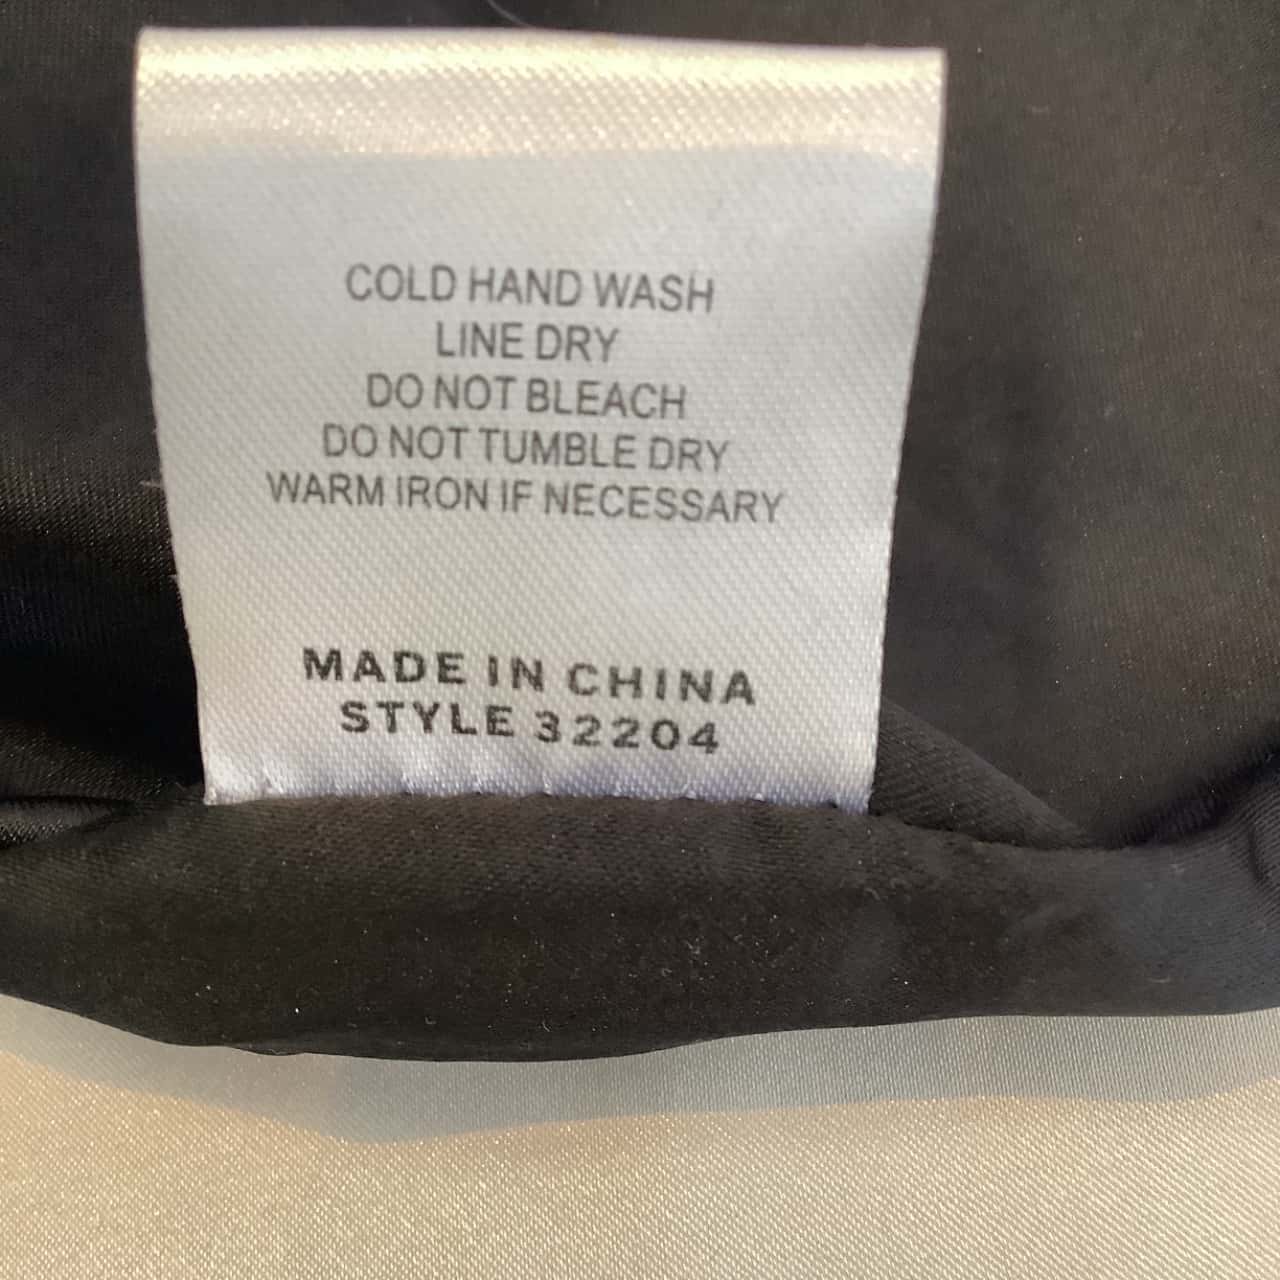 COLD HAND WASH
LINE DRY
DO NOT BLEACH
DO NOT TUMBLE DRY
WARM IRON IF NECESSARY
MADE IN CHINA
STYLE 32204